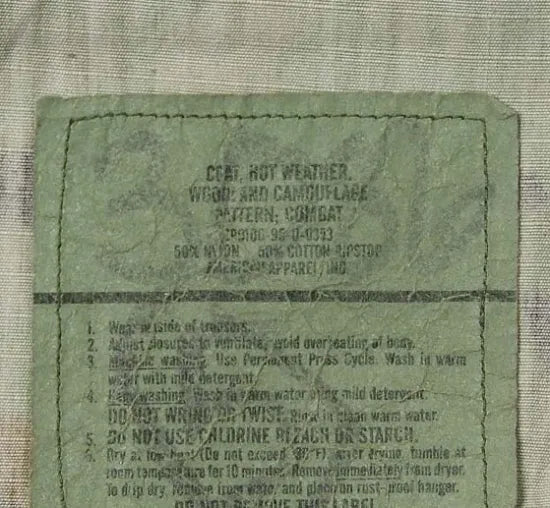 COAT, HOT WEATHER,
WOODLAND CAMOUFLAGE
PATTERN; COMBAT
50% NYLON 50% COTTON RIPSTOP
AMERICAN APPAREL, INC
1. Wear outside of trousers.
2. Adjust closures to ventilate, avoid overheating of body.
3. Machine washing. Use Permanent Press Cycle. Wash in warm
water with mild detergent.
4. Hand washing. Wash in warm water using mild detergent.
DO NOT WRING OR TWIST. Rinse in clean warm water.
5. DO NOT USE CHLORINE BLEACH OR STARCH.
6. Dry at low heat (Do not exceed after drying, tumble at
room temperature for 10 minutes. Remove immediately from dryer.
To drip dry, remove from water and place on rust-proof hanger.
DO NOT REMOVE THIS LABEL